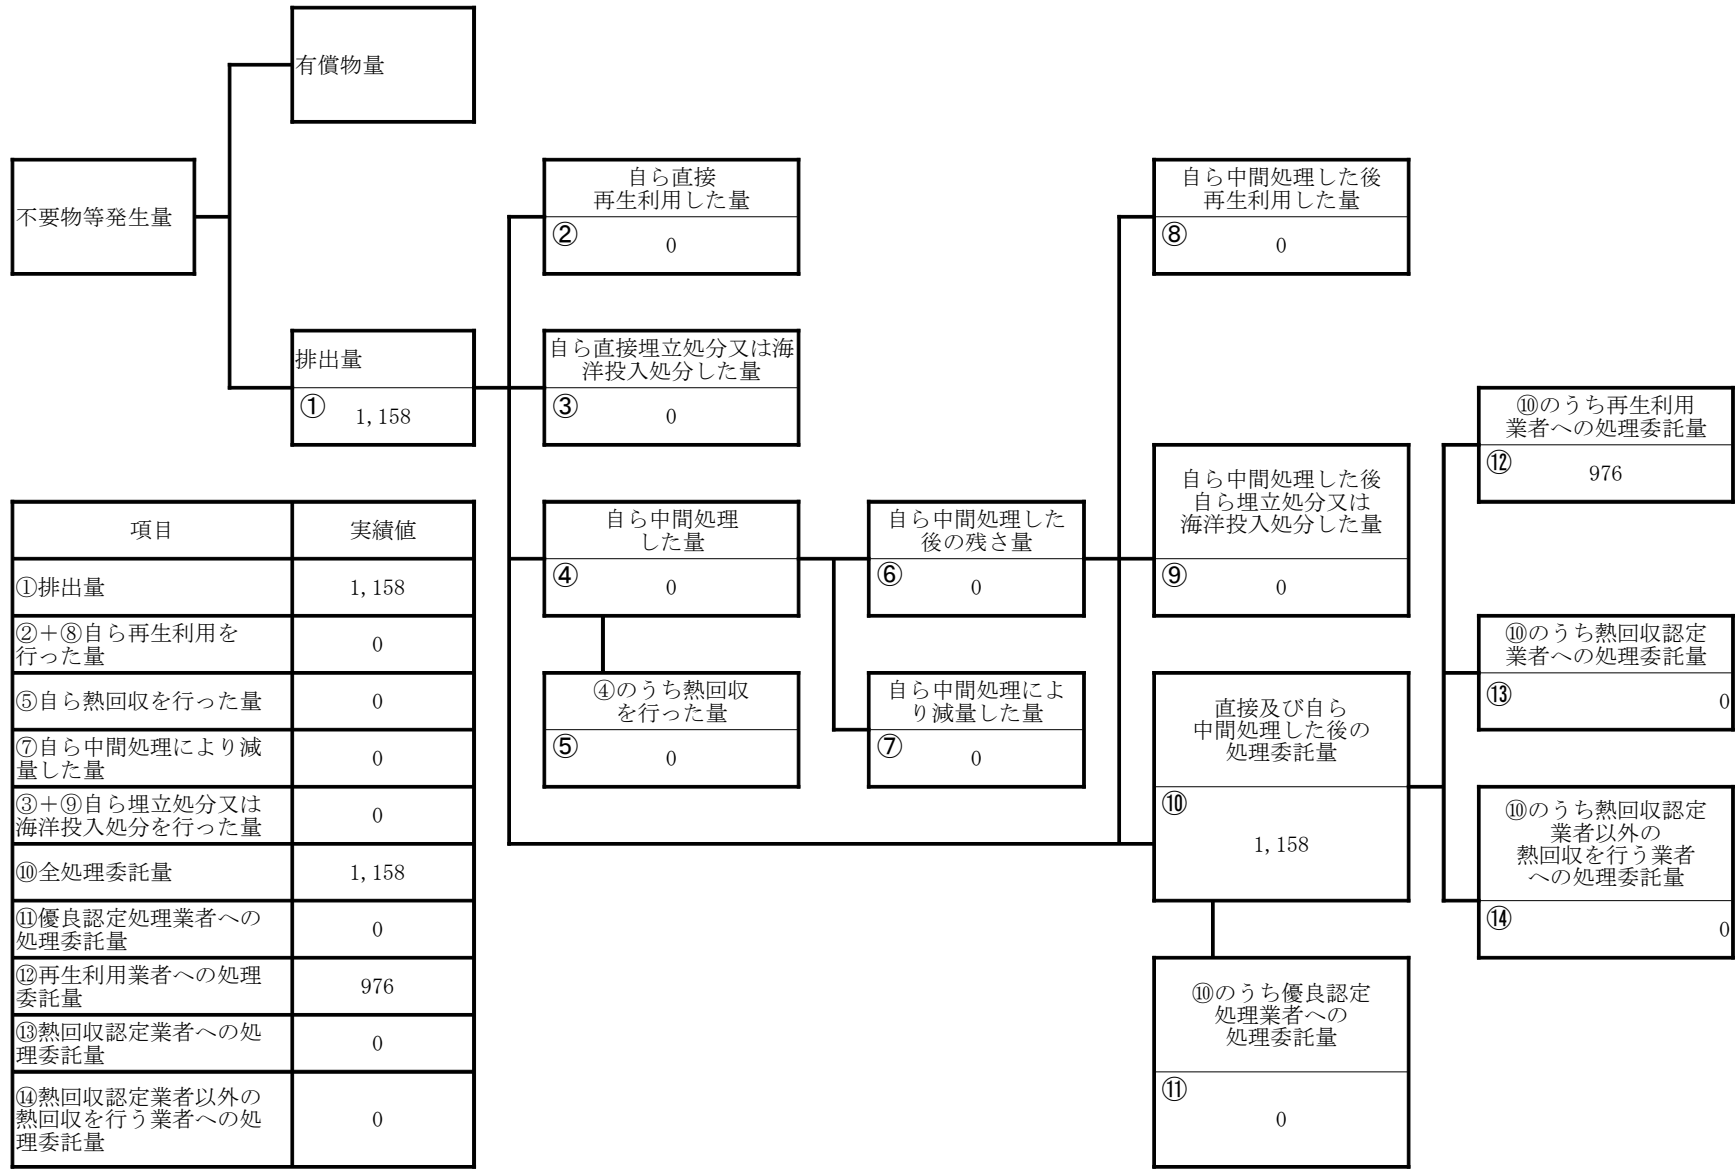 有償物量
不要物等発生量
自ら直接
再生利用した量
②
0
自ら中間処理した後
再生利用した量
⑧
0
排出量
①
1,158
自ら直接埋立処分又は海
洋投入処分した量
③
0
⑩のうち再生利用
業者への処理委託量
⑫
976
自ら中間処理
した量
④
0
自ら中間処理した
後の残さ量
⑥
0
自ら中間処理した後
自ら埋立処分又は
海洋投入処分した量
⑨
0
⑩のうち熱回収認定
業者への処理委託量
⑬
0
④のうち熱回収
を行った量
⑤
0
自ら中間処理によ
り減量した量
⑦
0
直接及び自ら
中間処理した後の
処理委託量
⑩
1,158
⑩のうち熱回収認定
業者以外の
熱回収を行う業者
への処理委託量
⑭
0
⑩のうち優良認定
処理業者への
処理委託量
⑪
0
項目 実績値
①排出量 1,158
②＋⑧自ら再生利用を
行った量 0
⑤自ら熱回収を行った量 0
⑦自ら中間処理により減
量した量 0
③＋⑨自ら埋立処分又は
海洋投入処分を行った量 0
⑩全処理委託量 1,158
⑪優良認定処理業者への
処理委託量 0
⑫再生利用業者への処理
委託量 976
⑬熱回収認定業者への処
理委託量 0
⑭熱回収認定業者以外の
熱回収を行う業者への処
理委託量 0